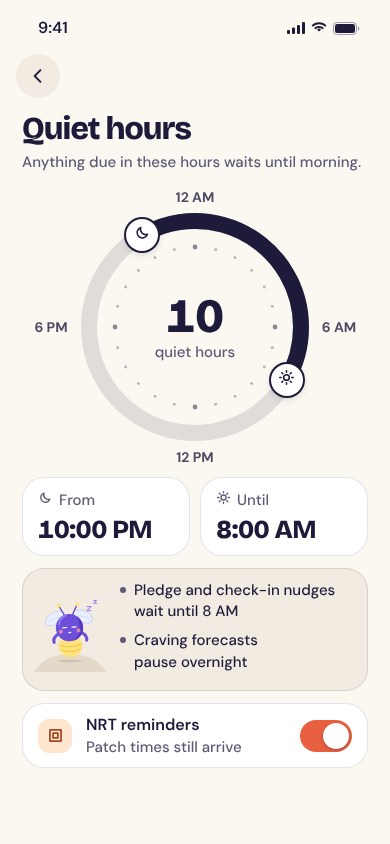 9:41
Quiet hours
Anything due in these hours waits until morning.
12 AM
6 PM
10
quiet hours
6 AM
12 PM
From
10:00 PM
Until
8:00 AM
z z
Pledge and check-in nudges
wait until 8 AM
Craving forecasts
pause overnight
NRT reminders
Patch times still arrive